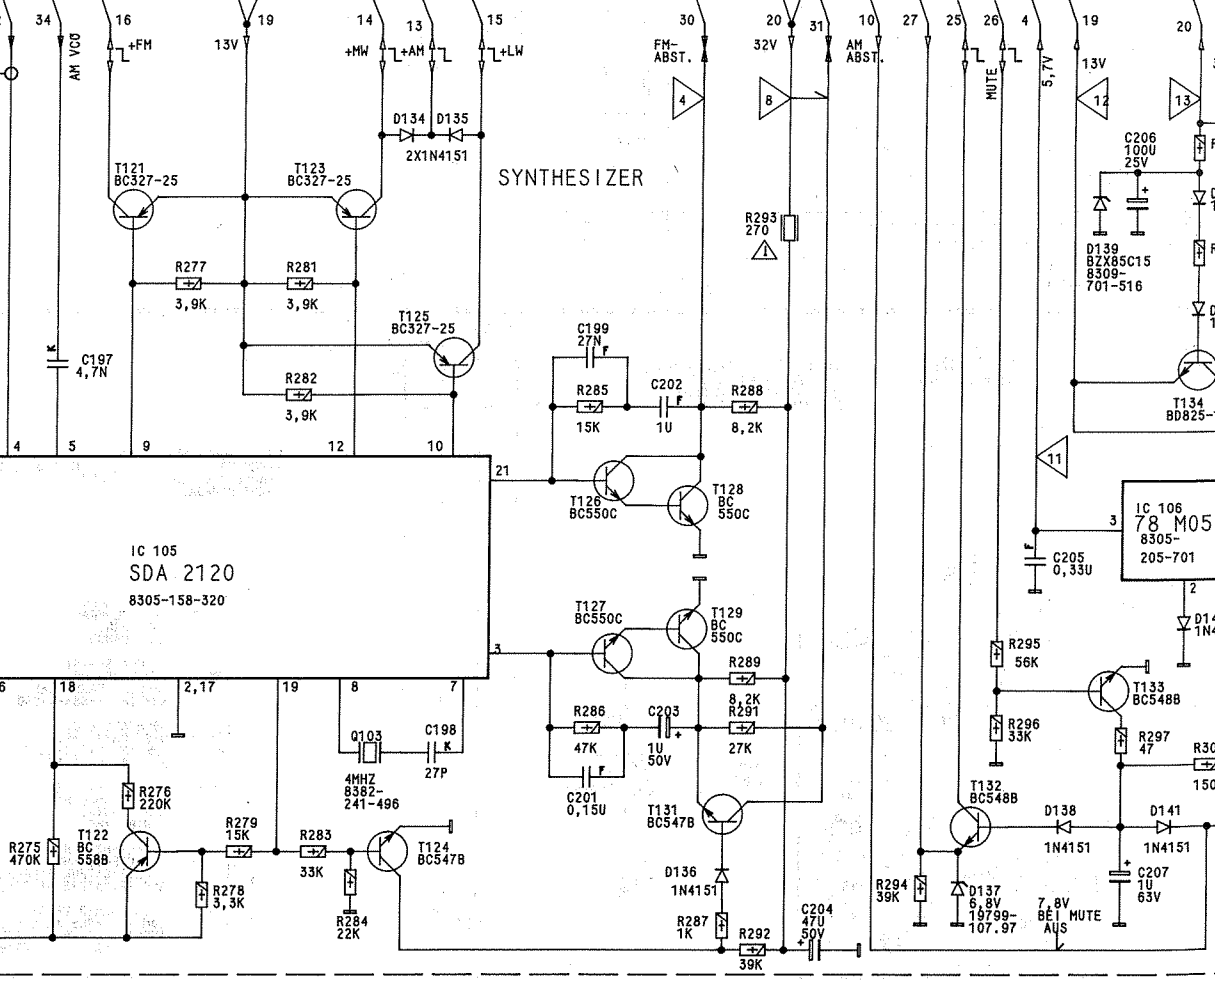 34
16
19
14
13
15
30
20
31
10
27
25
26
4
19
20
AM VCO
+FM
13V
+MW
+AM
+LW
FM-
ABST.
32V
AM
ABST.
MUTE
5,7V
13V
4
8
12
13
D134
D135
2X1N4151
C206
100U
25V
T121
BC327-25
T123
BC327-25
SYNTHESIZER
R293
270
D139
BZX85C15
8309-
701-516
R277
3,9K
R281
3,9K
T125
BC327-25
C199
27N
F
K
C197
4,7N
R282
3,9K
R285
15K
C202
F
1U
R288
8,2K
T134
BD825-
4
5
9
12
10
21
T126
BC550C
T128
BC
550C
11
IC 106
78 M05
8305-
205-701
3
2
F
C205
0,33U
IC 105
SDA 2120
8305-158-320
T127
BC550C
T129
BC
550C
3
R289
8,2K
R291
27K
R295
56K
T133
BC548B
R296
33K
R297
47
6
18
2,17
19
8
7
R286
47K
C203
1U
50V
Q103
4MHZ
8382-
241-496
C198
K
27P
F
C201
0,15U
T131
BC547B
T132
BC548B
D138
1N4151
D141
1N4151
R276
220K
R275
470K
T122
BC
558B
R279
15K
R283
33K
T124
BC547B
R278
3,3K
R284
22K
D136
1N4151
R287
1K
R292
39K
C204
47U
50V
R294
39K
D137
6,8V
19799-
107.97
7,8V
BEI MUTE
AUS
C207
1U
63V